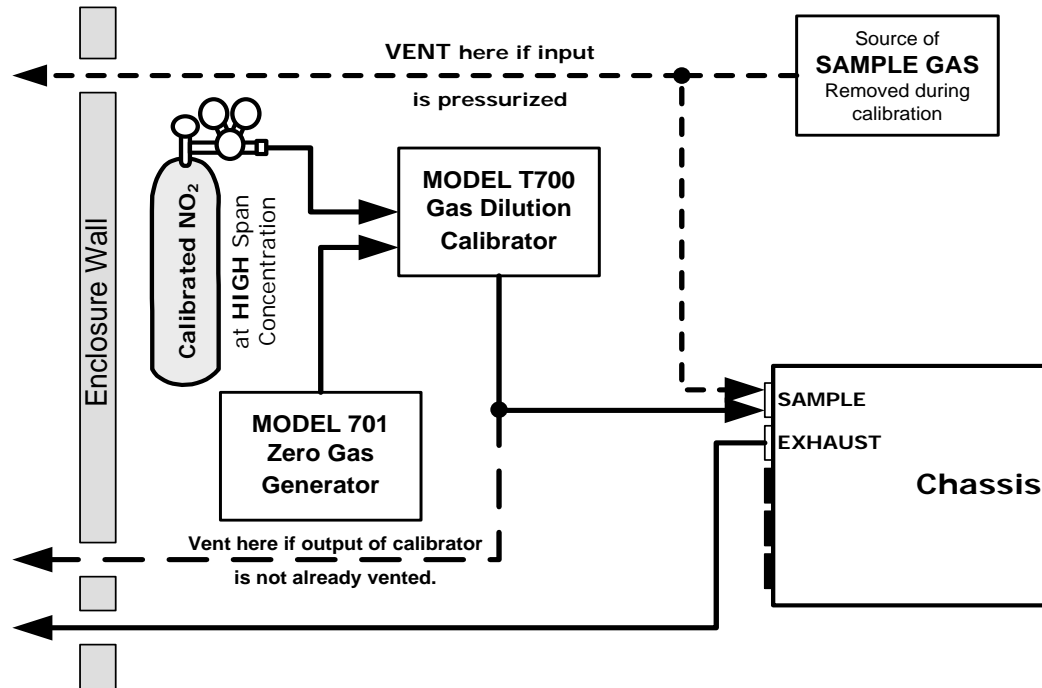 VENT here if input
is pressurized
Source of
SAMPLE GAS
Removed during
calibration
Enclosure Wall
Calibrated NO₂
at HIGH Span
Concentration
MODEL T700
Gas Dilution
Calibrator
MODEL 701
Zero Gas
Generator
SAMPLE
EXHAUST
Chassis
Vent here if output of calibrator
is not already vented.